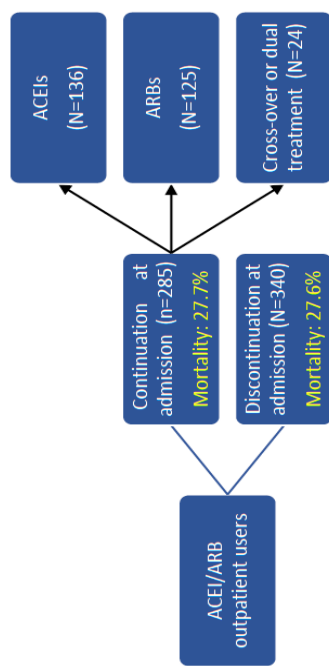 ACEI/ARB
outpatient users
Continuation at
admission (n=285)
Mortality: 27.7%
Discontinuation at
admission (N=340)
Mortality: 27.6%
ACEIs
(N=136)
ARBs
(N=125)
Cross-over or dual
treatment (N=24)